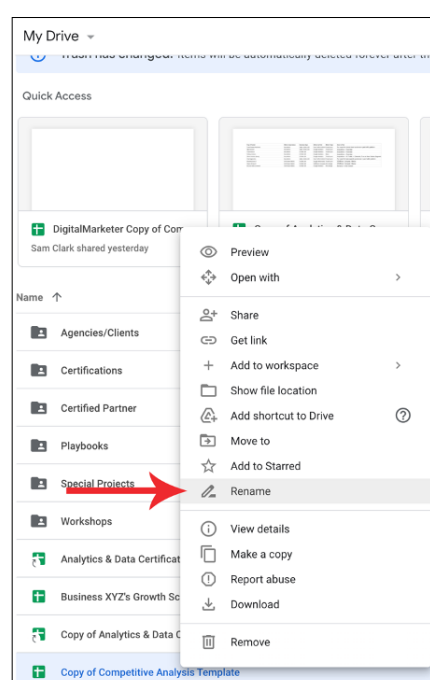 My Drive
Trash has changed. Items will be automatically deleted forever after th
Quick Access
DigitalMarketer Copy of Com
Copy of Analytics & Data C
Sam Clark shared yesterday
Name
Preview
Open with
Share
Get link
Add to workspace
Show file location
Add shortcut to Drive
Move to
Add to Starred
Rename
View details
Make a copy
Report abuse
Download
Remove
Agencies/Clients
Certifications
Certified Partner
Playbooks
Special Projects
Workshops
Analytics & Data Certificat
Business XYZ's Growth Sc
Copy of Analytics & Data C
Copy of Competitive Analysis Template